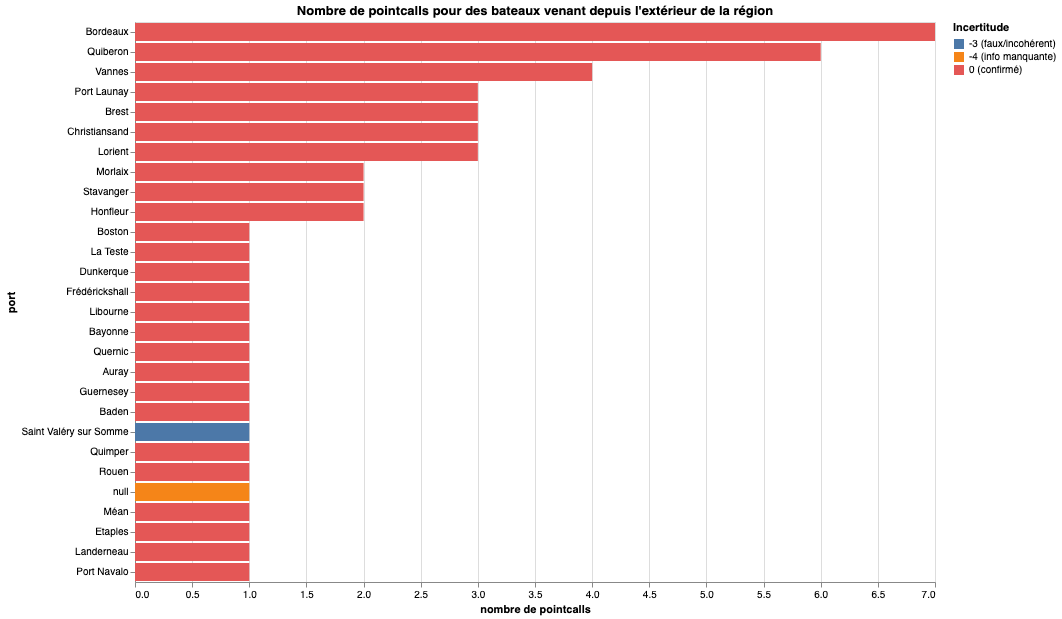 Nombre de pointcalls pour des bateaux venant depuis l'extérieur de la région
Incertitude
-3 (faux/incohérent)
-4 (info manquante)
0 (confirmé)
port
Bordeaux
Quiberon
Vannes
Port Launay
Brest
Christiansand
Lorient
Morlaix
Stavanger
Honfleur
Boston
La Teste
Dunkerque
Frédérickshall
Libourne
Bayonne
Quernic
Auray
Guernesey
Baden
Saint Valéry sur Somme
Quimper
Rouen
null
Méan
Etaples
Landerneau
Port Navalo
0.0 0.5 1.0 1.5 2.0 2.5 3.0 3.5 4.0 4.5 5.0 5.5 6.0 6.5 7.0
nombre de pointcalls